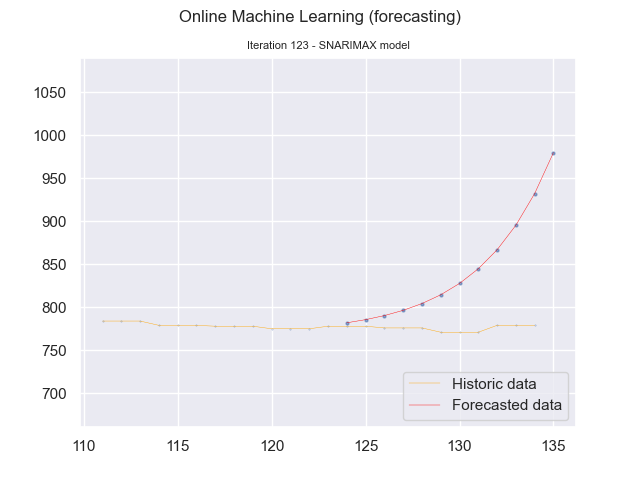 Online Machine Learning (forecasting)
Iteration 123 - SNARIMAX model
1050
1000
950
900
850
800
750
700
Historic data
Forecasted data
110 115 120 125 130 135